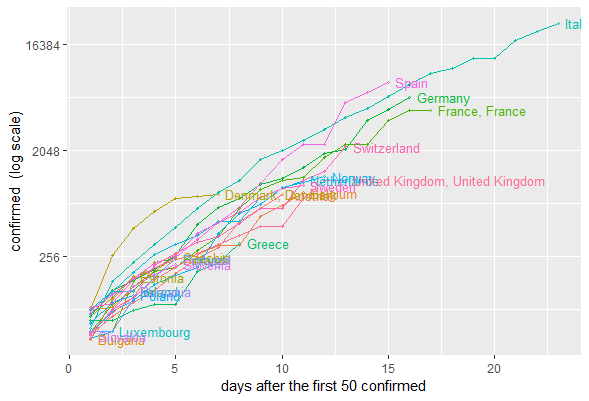 Ital
16384
Spain
Germany
France, France
2048
Switzerland
Norway
United Kingdom, United Kingdom
Sweden
Denmark, Denmark
Greece
256
Slovenia
Estonia
Poland
Luxembourg
Bulgaria
0 5 10 15 20
days after the first 50 confirmed
confirmed (log scale)